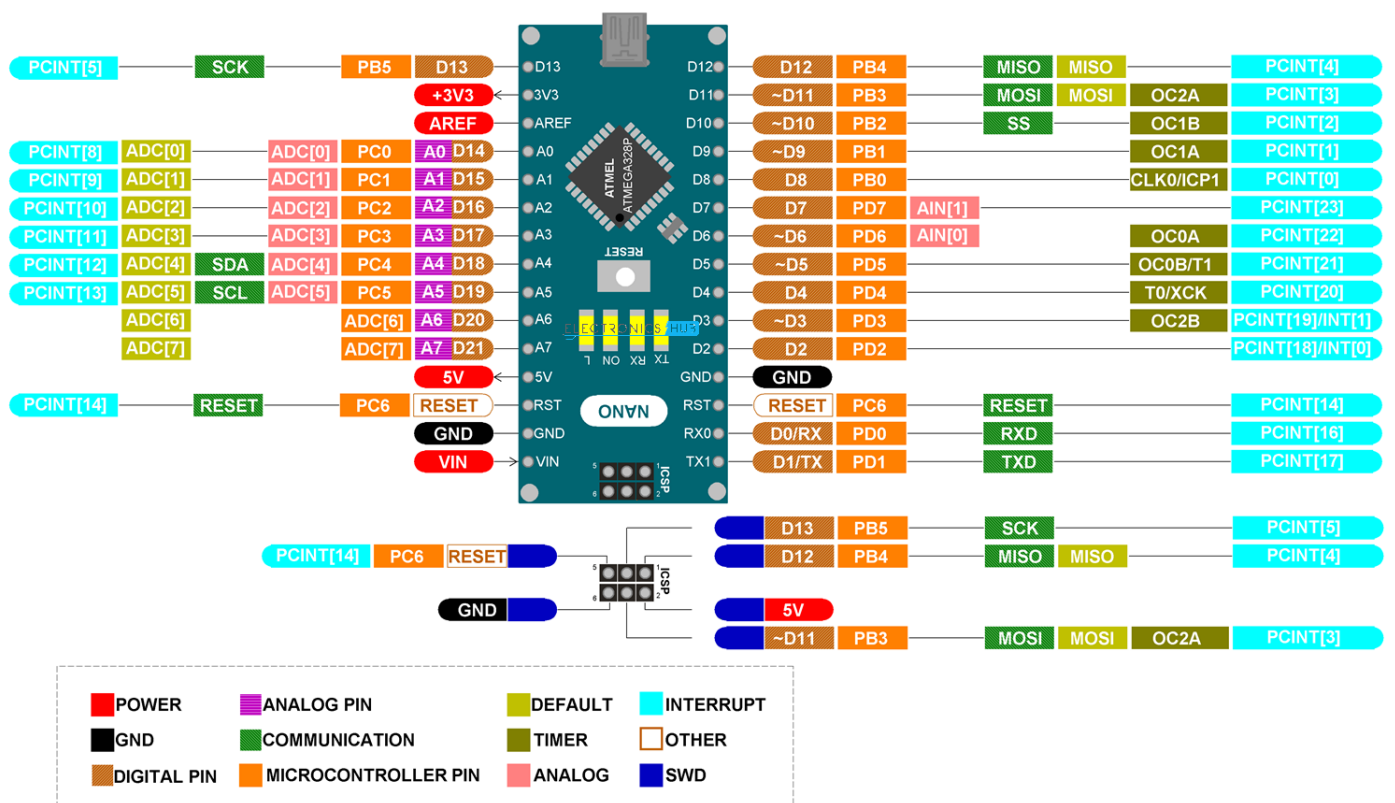 PCINT[5] SCK PB5 D13 D13 D12 D12 PB4 MISO MISO PCINT[4]
+3V3 3V3 D11 ~D11 PB3 MOSI MOSI OC2A PCINT[3]
AREF AREF D10 ~D10 PB2 SS OC1B PCINT[2]
PCINT[8] ADC[0] ADC[0] PC0 A0 D14 A0 D9 ~D9 PB1 OC1A PCINT[1]
PCINT[9] ADC[1] ADC[1] PC1 A1 D15 A1 D8 D8 PB0 CLK0/ICP1 PCINT[0]
ATMEL
ATMEGA328P
PCINT[10] ADC[2] ADC[2] PC2 A2 D16 A2 D7 D7 PD7 AIN[1] PCINT[23]
PCINT[11] ADC[3] ADC[3] PC3 A3 D17 A3 D6 ~D6 PD6 AIN[0] OC0A PCINT[22]
RESET
PCINT[12] ADC[4] SDA ADC[4] PC4 A4 D18 A4 D5 ~D5 PD5 OC0B/T1 PCINT[21]
PCINT[13] ADC[5] SCL ADC[5] PC5 A5 D19 A5 D4 D4 PD4 T0/XCK PCINT[20]
ADC[6] ADC[6] A6 D20 A6 D3 ~D3 PD3 OC2B PCINT[19]/INT[1]
ELECTRONICS HUB
ADC[7] ADC[7] A7 D21 A7 D2 D2 PD2 PCINT[18]/INT[0]
L ON RX TX
5V 5V GND GND
PCINT[14] RESET PC6 RESET RST RST RESET PC6 RESET PCINT[14]
NANO
GND GND RX0 D0/RX PD0 RXD PCINT[16]
VIN VIN TX1 D1/TX PD1 TXD PCINT[17]
5 1
6 2
ICSP
D13 PB5 SCK PCINT[5]
PCINT[14] PC6 RESET D12 PB4 MISO MISO PCINT[4]
5 1
6 2
ICSP
GND 5V
~D11 PB3 MOSI MOSI OC2A PCINT[3]
POWER ANALOG PIN DEFAULT INTERRUPT
GND COMMUNICATION TIMER OTHER
DIGITAL PIN MICROCONTROLLER PIN ANALOG SWD